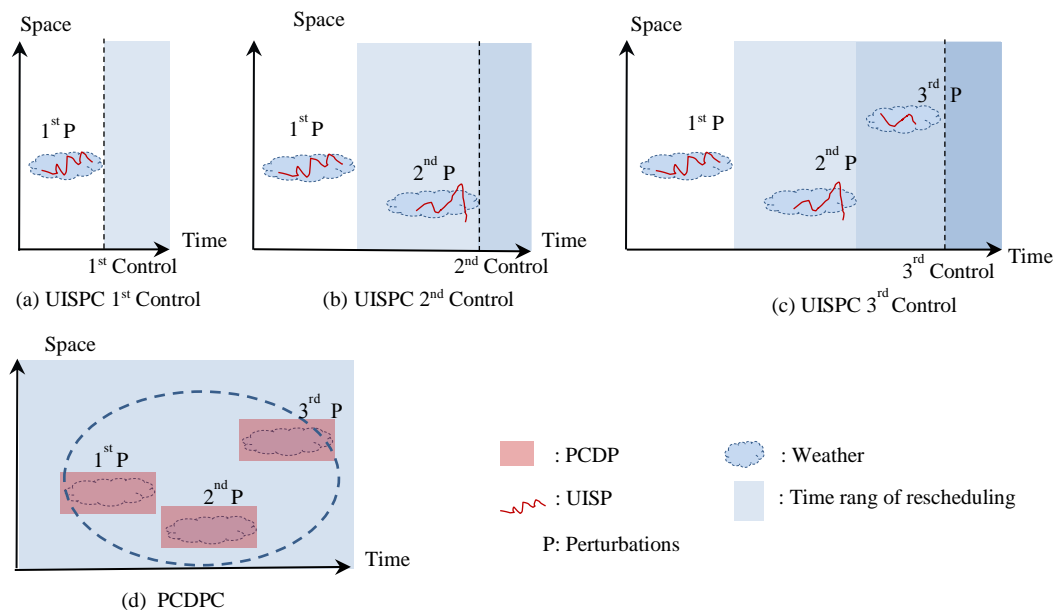 Space
1st P
Time
1st Control
(a) UISPC 1st Control
Space
1st P
2nd P
Time
2nd Control
(b) UISPC 2nd Control
Space
1st P
2nd P
3rd P
Time
3rd Control
(c) UISPC 3rd Control
Space
1st P
2nd P
3rd P
Time
(d) PCDPC
: PCDP
: Weather
: UISP
: Time rang of rescheduling
P: Perturbations